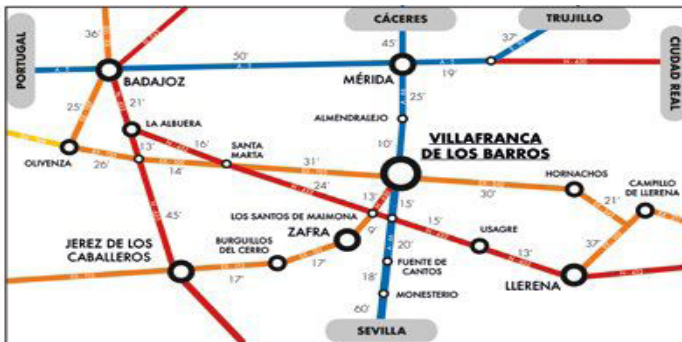 CÁCERES
TRUJILLO
PORTUGAL
CIUDAD REAL
36'
45'
37'
50'
A-5
A-5
19'
BADAJOZ
MÉRIDA
25'
21'
25'
ALMENDRALEJO
LA ALBUERA
10'
VILLAFRANCA
DE LOS BARROS
13'
16'
SANTA
MARTA
OLIVENZA
26'
14'
31'
24'
30'
HORNACHOS
21'
CAMPILLO
DE LLERENA
45'
13'
15'
LOS SANTOS DE MAIMONA
9'
15'
USAGRE
37'
JEREZ DE LOS
CABALLEROS
BURGUILLOS
DEL CERRO
ZAFRA
20'
13'
17'
17'
18'
FUENTE DE
CANTOS
LLERENA
MONESTERIO
60'
SEVILLA